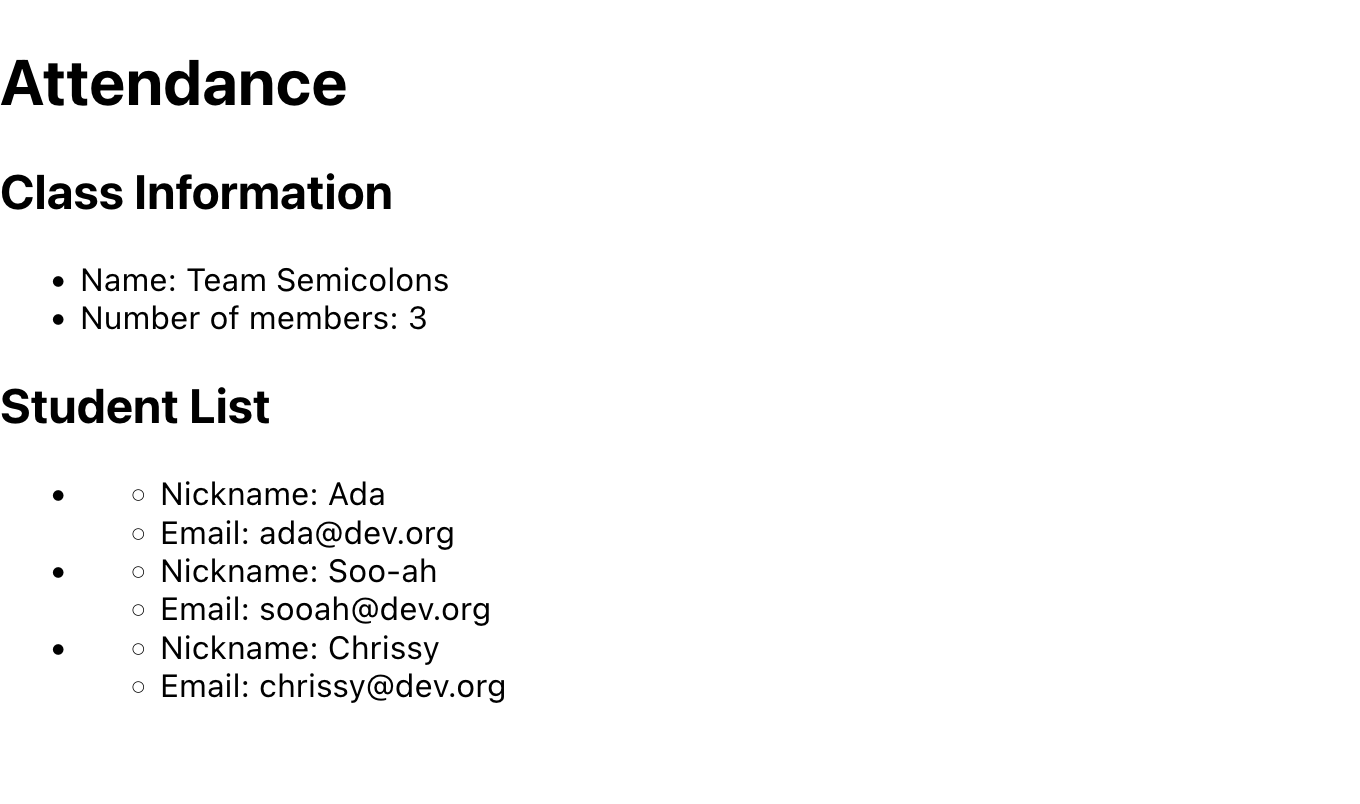 Attendance
Class Information
• Name: Team Semicolons
• Number of members: 3
Student List
• ○ Nickname: Ada
○ Email: ada@dev.org
• ○ Nickname: Soo-ah
○ Email: sooah@dev.org
• ○ Nickname: Chrissy
○ Email: chrissy@dev.org